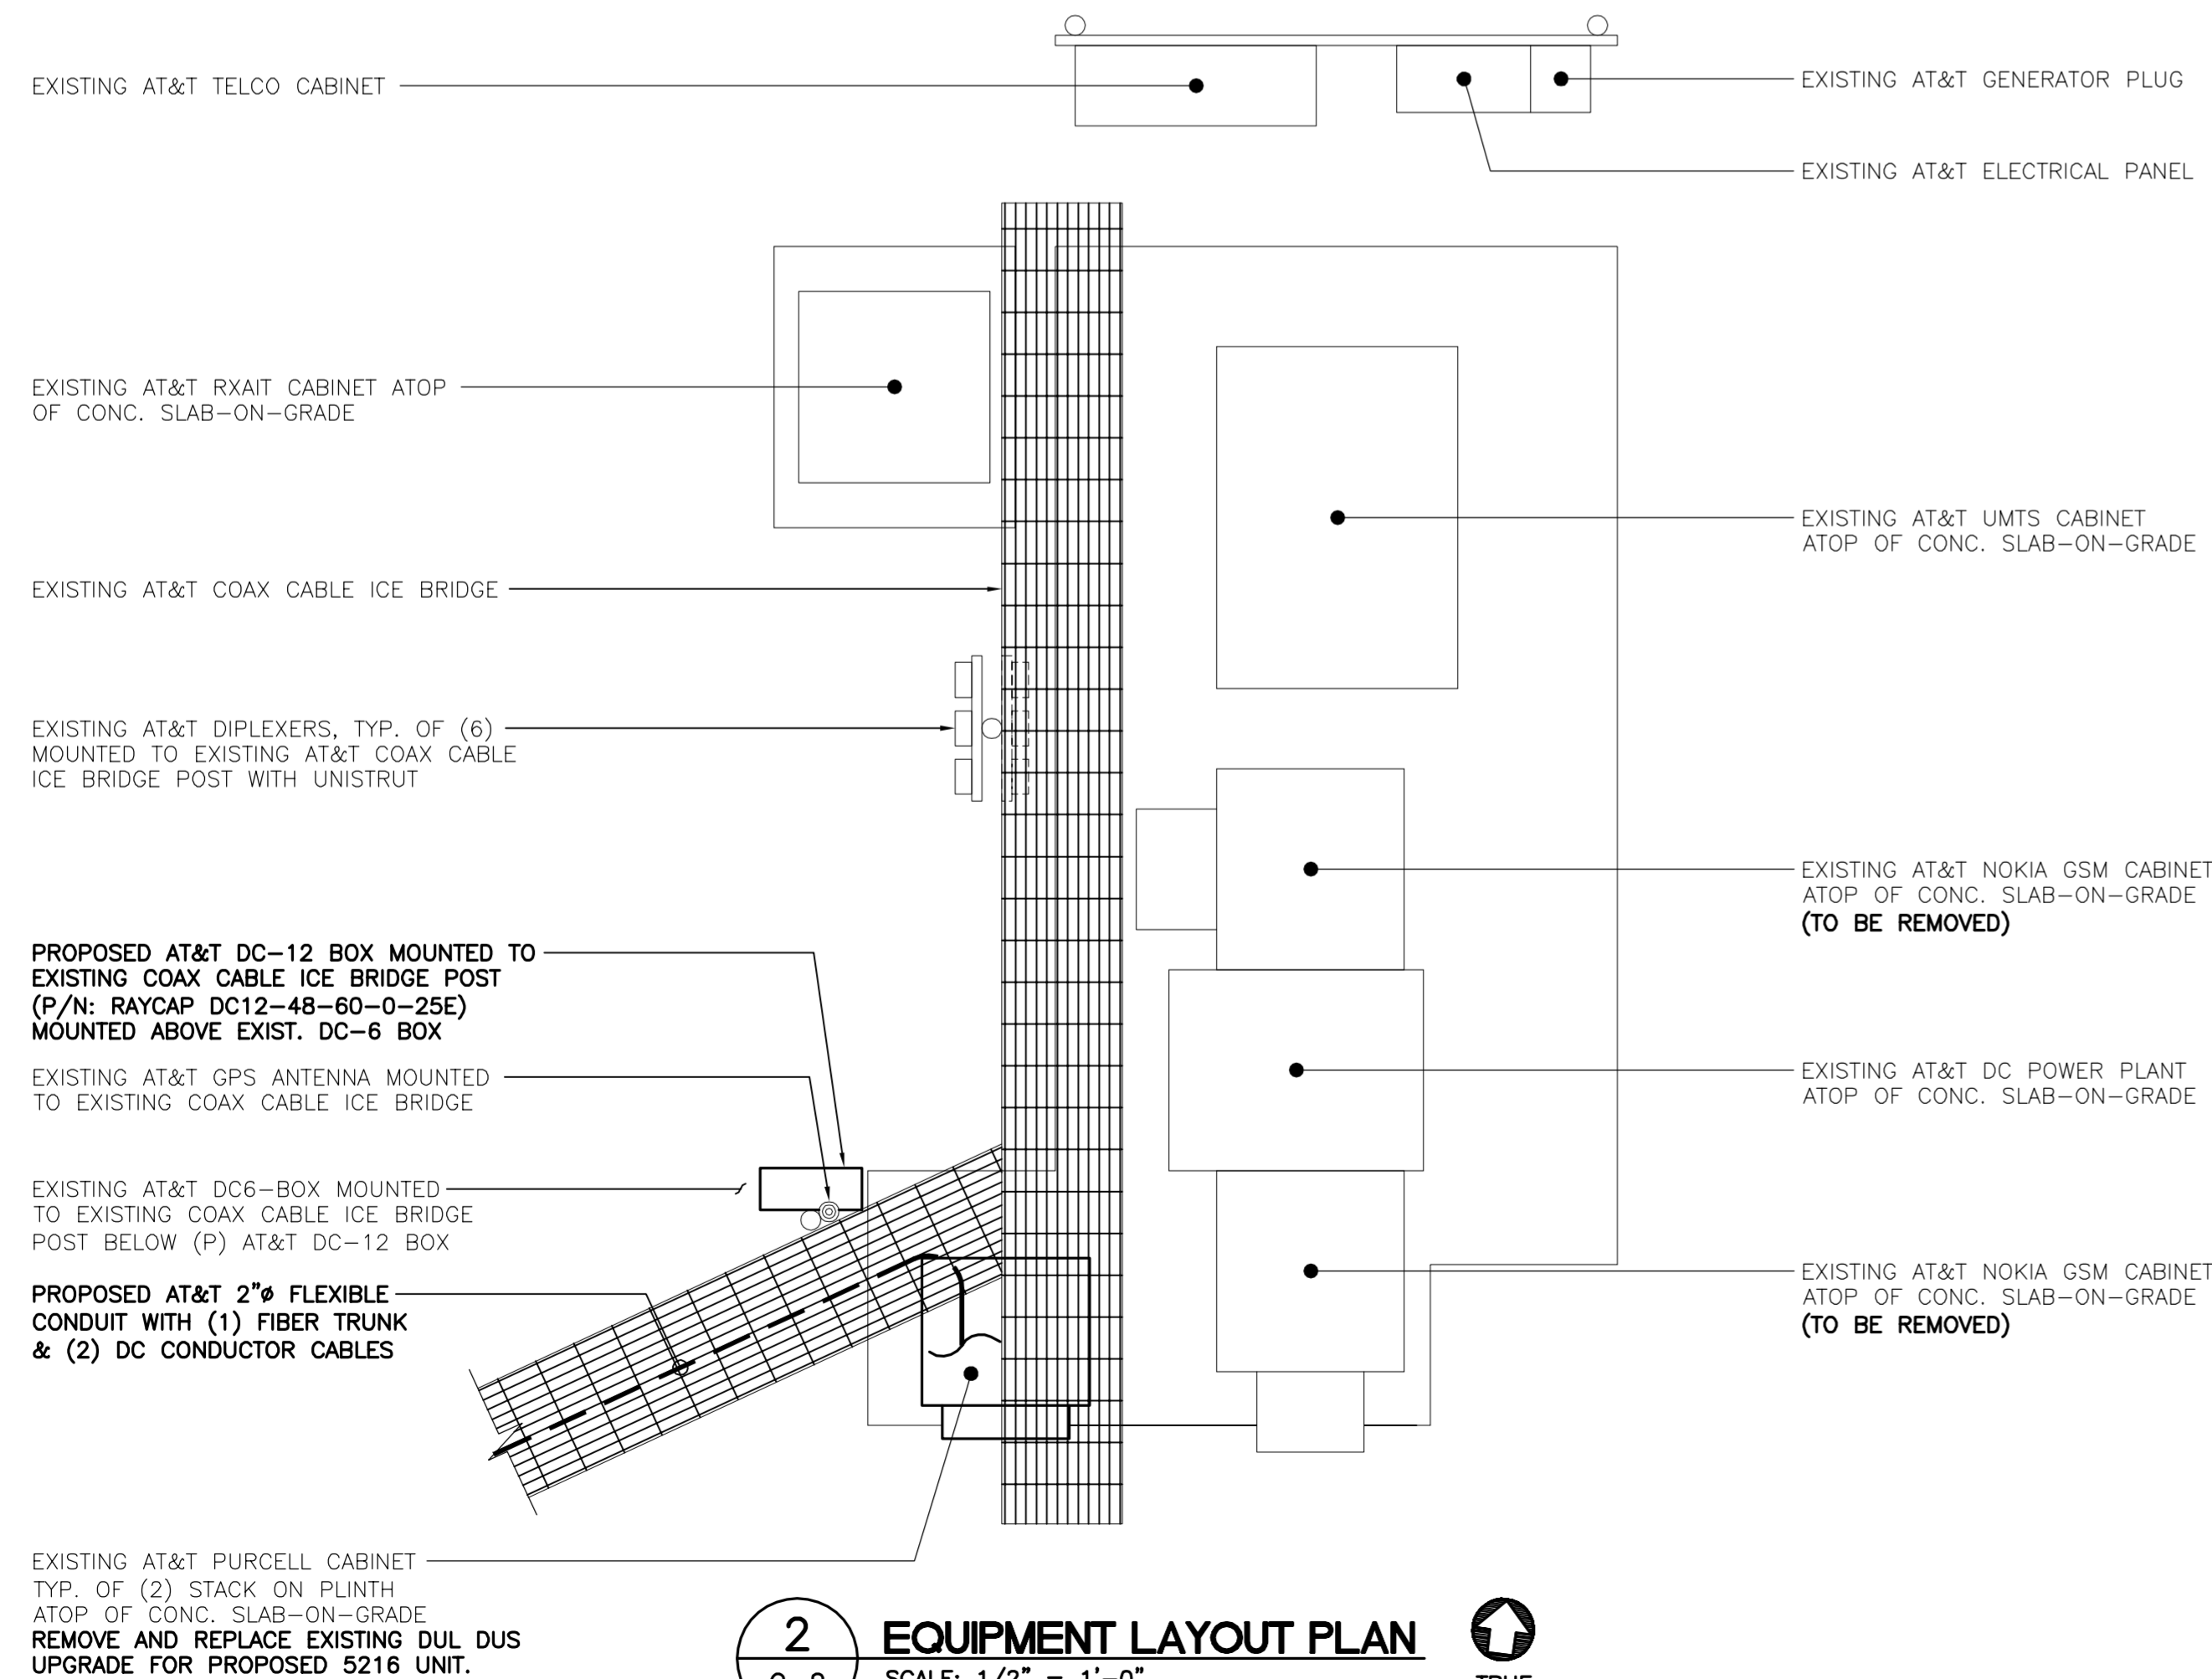 EXISTING AT&T TELCO CABINET
EXISTING AT&T GENERATOR PLUG
EXISTING AT&T ELECTRICAL PANEL
EXISTING AT&T RXAIT CABINET ATOP
OF CONC. SLAB-ON-GRADE
EXISTING AT&T UMTS CABINET
ATOP OF CONC. SLAB-ON-GRADE
EXISTING AT&T COAX CABLE ICE BRIDGE
EXISTING AT&T DIPLEXERS, TYP. OF (6)
MOUNTED TO EXISTING AT&T COAX CABLE
ICE BRIDGE POST WITH UNISTRUT
EXISTING AT&T NOKIA GSM CABINET
ATOP OF CONC. SLAB-ON-GRADE
(TO BE REMOVED)
PROPOSED AT&T DC-12 BOX MOUNTED TO
EXISTING COAX CABLE ICE BRIDGE POST
(P/N: RAYCAP DC12-48-60-0-25E)
MOUNTED ABOVE EXIST. DC-6 BOX
EXISTING AT&T GPS ANTENNA MOUNTED
TO EXISTING COAX CABLE ICE BRIDGE
EXISTING AT&T DC POWER PLANT
ATOP OF CONC. SLAB-ON-GRADE
EXISTING AT&T DC6-BOX MOUNTED
TO EXISTING COAX CABLE ICE BRIDGE
POST BELOW (P) AT&T DC-12 BOX
EXISTING AT&T NOKIA GSM CABINET
ATOP OF CONC. SLAB-ON-GRADE
(TO BE REMOVED)
PROPOSED AT&T 2"ø FLEXIBLE
CONDUIT WITH (1) FIBER TRUNK
& (2) DC CONDUCTOR CABLES
EXISTING AT&T PURCELL CABINET
TYP. OF (2) STACK ON PLINTH
ATOP OF CONC. SLAB-ON-GRADE
REMOVE AND REPLACE EXISTING DUL DUS
UPGRADE FOR PROPOSED 5216 UNIT.
2
EQUIPMENT LAYOUT PLAN
SCALE: 1/2" = 1'-0"
TRUE